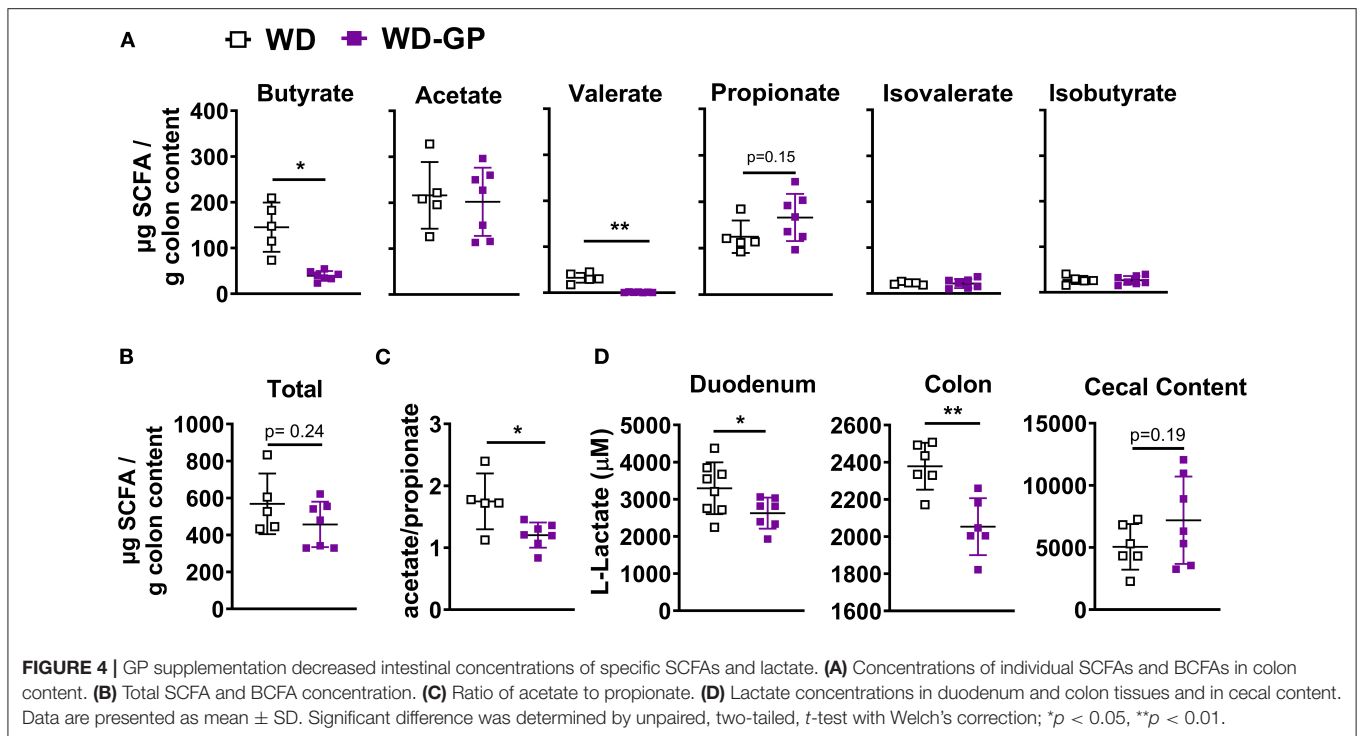 A
WD WD-GP
Butyrate Acetate Valerate Propionate Isovalerate Isobutyrate
µg SCFA /
g colon content
400
300
200
100
0
*
**
p=0.15
B
Total
µg SCFA /
g colon content
1000
800
600
400
200
0
p= 0.24
C
acetate/propionate
3
2
1
0
*
D
Duodenum
L-Lactate (µM)
5000
4000
3000
2000
1000
0
*
Colon
2600
2400
2200
2000
1800
1600
**
Cecal Content
15000
10000
5000
0
p=0.19
FIGURE 4 | GP supplementation decreased intestinal concentrations of specific SCFAs and lactate. (A) Concentrations of individual SCFAs and BCFAs in colon
content. (B) Total SCFA and BCFA concentration. (C) Ratio of acetate to propionate. (D) Lactate concentrations in duodenum and colon tissues and in cecal content.
Data are presented as mean ± SD. Significant difference was determined by unpaired, two-tailed, t-test with Welch's correction; *p < 0.05, **p < 0.01.